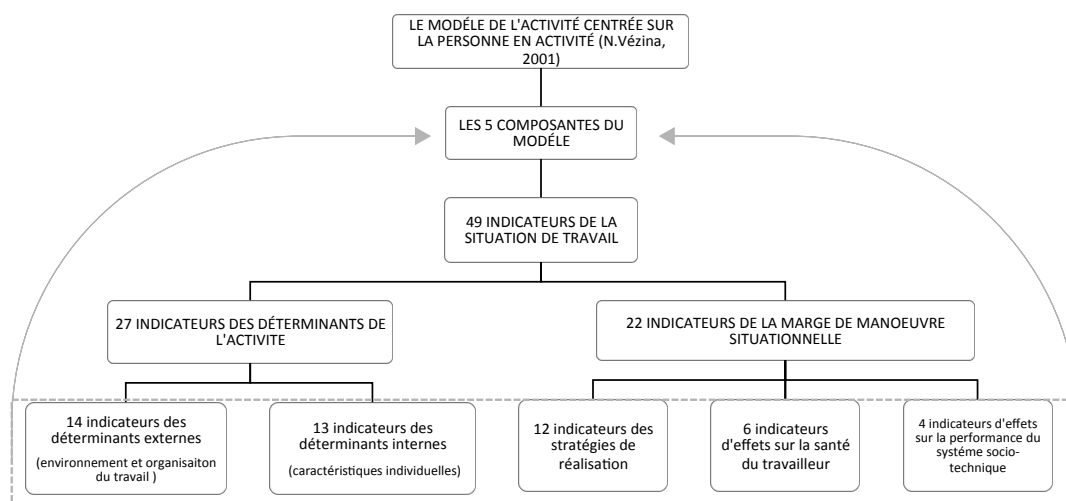 LE MODÉLE DE L'ACTIVITÉ CENTRÉE SUR
LA PERSONNE EN ACTIVITÉ (N.Vézina,
2001)
LES 5 COMPOSANTES DU
MODÉLE
49 INDICATEURS DE LA
SITUATION DE TRAVAIL
27 INDICATEURS DES DÉTERMINANTS DE
L'ACTIVITE
22 INDICATEURS DE LA MARGE DE MANOEUVRE
SITUATIONNELLE
14 indicateurs des
déterminants externes
(environnement et organisaiton
du travail )
13 indicateurs des
déterminants internes
(caractéristiques individuelles)
12 indicateurs des
stratégies de
réalisation
6 indicateurs
d'effets sur la santé
du travailleur
4 indicateurs d'effets
sur la performance du
systéme socio-
technique